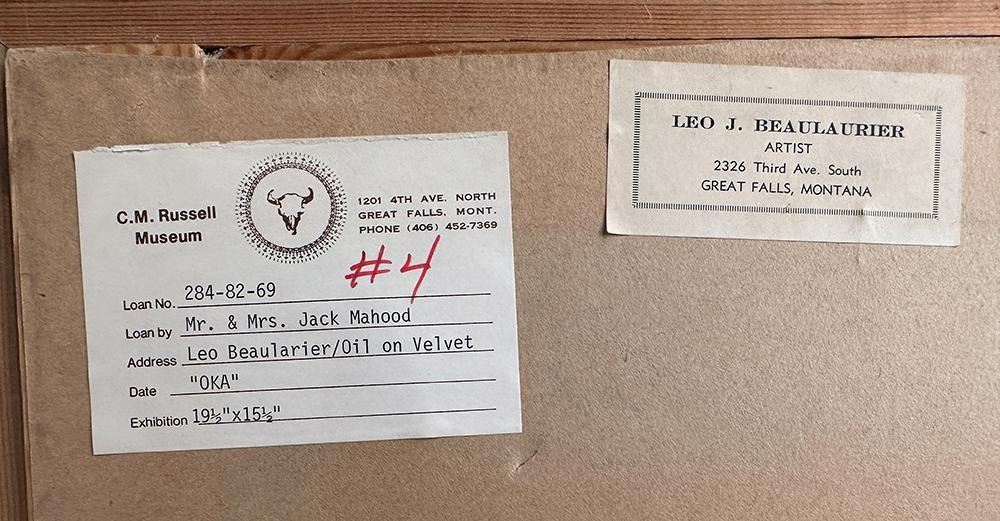 C.M. Russell
Museum
1201 4TH AVE. NORTH
GREAT FALLS, MONT.
PHONE (406) 452-7369
#4
Loan No. 284-82-69
Loan by Mr. & Mrs. Jack Mahood
Address Leo Beaularier/Oil on Velvet
Date "OKA"
Exhibition 19½"x15½"
LEO J. BEAULAURIER
ARTIST
2326 Third Ave. South
GREAT FALLS, MONTANA